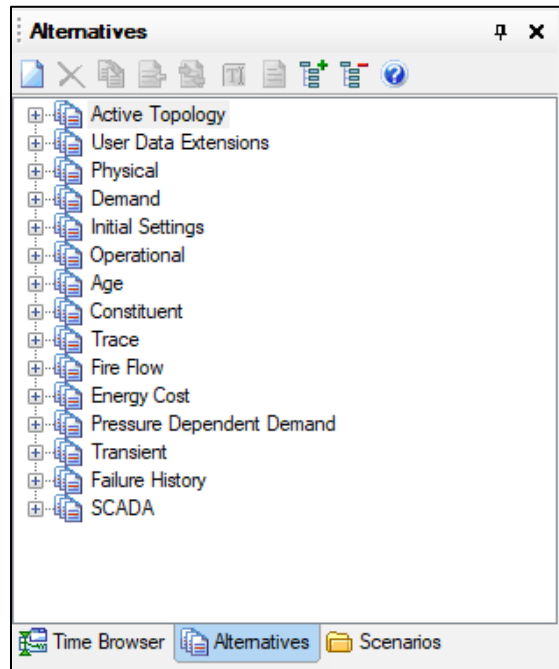 Alternatives
Active Topology
User Data Extensions
Physical
Demand
Initial Settings
Operational
Age
Constituent
Trace
Fire Flow
Energy Cost
Pressure Dependent Demand
Transient
Failure History
SCADA
Time Browser Alternatives Scenarios